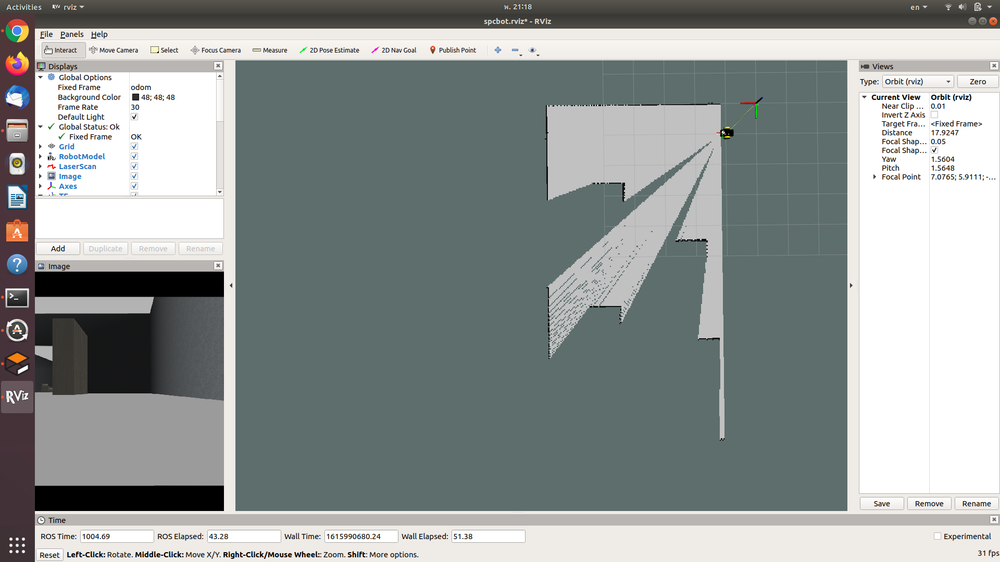 Activities
RViz rviz
พ. 21:18
en
spcbot.rviz* - RViz
File Panels Help
Interact
Move Camera
Select
Focus Camera
Measure
2D Pose Estimate
2D Nav Goal
Publish Point
Displays
Global Options
Fixed Frame odom
Background Color 48; 48; 48
Frame Rate 30
Default Light
Global Status: Ok
Fixed Frame OK
Grid
RobotModel
LaserScan
Image
Axes
TF
Add Duplicate Remove Rename
Image
RViz
Views
Type: Orbit (rviz) Zero
Current View Orbit (rviz)
Near Clip ... 0.01
Invert Z Axis
Target Fra... <Fixed Frame>
Distance 17.9247
Focal Shap... 0.05
Focal Shap...
Yaw 1.5604
Pitch 1.5648
Focal Point 7.0765; 5.9111; -...
Save Remove Rename
Time
ROS Time: 1004.69 ROS Elapsed: 43.28 Wall Time: 1615990680.24 Wall Elapsed: 51.38
Experimental
Reset Left-Click: Rotate. Middle-Click: Move X/Y. Right-Click/Mouse Wheel:: Zoom. Shift: More options.
31 fps